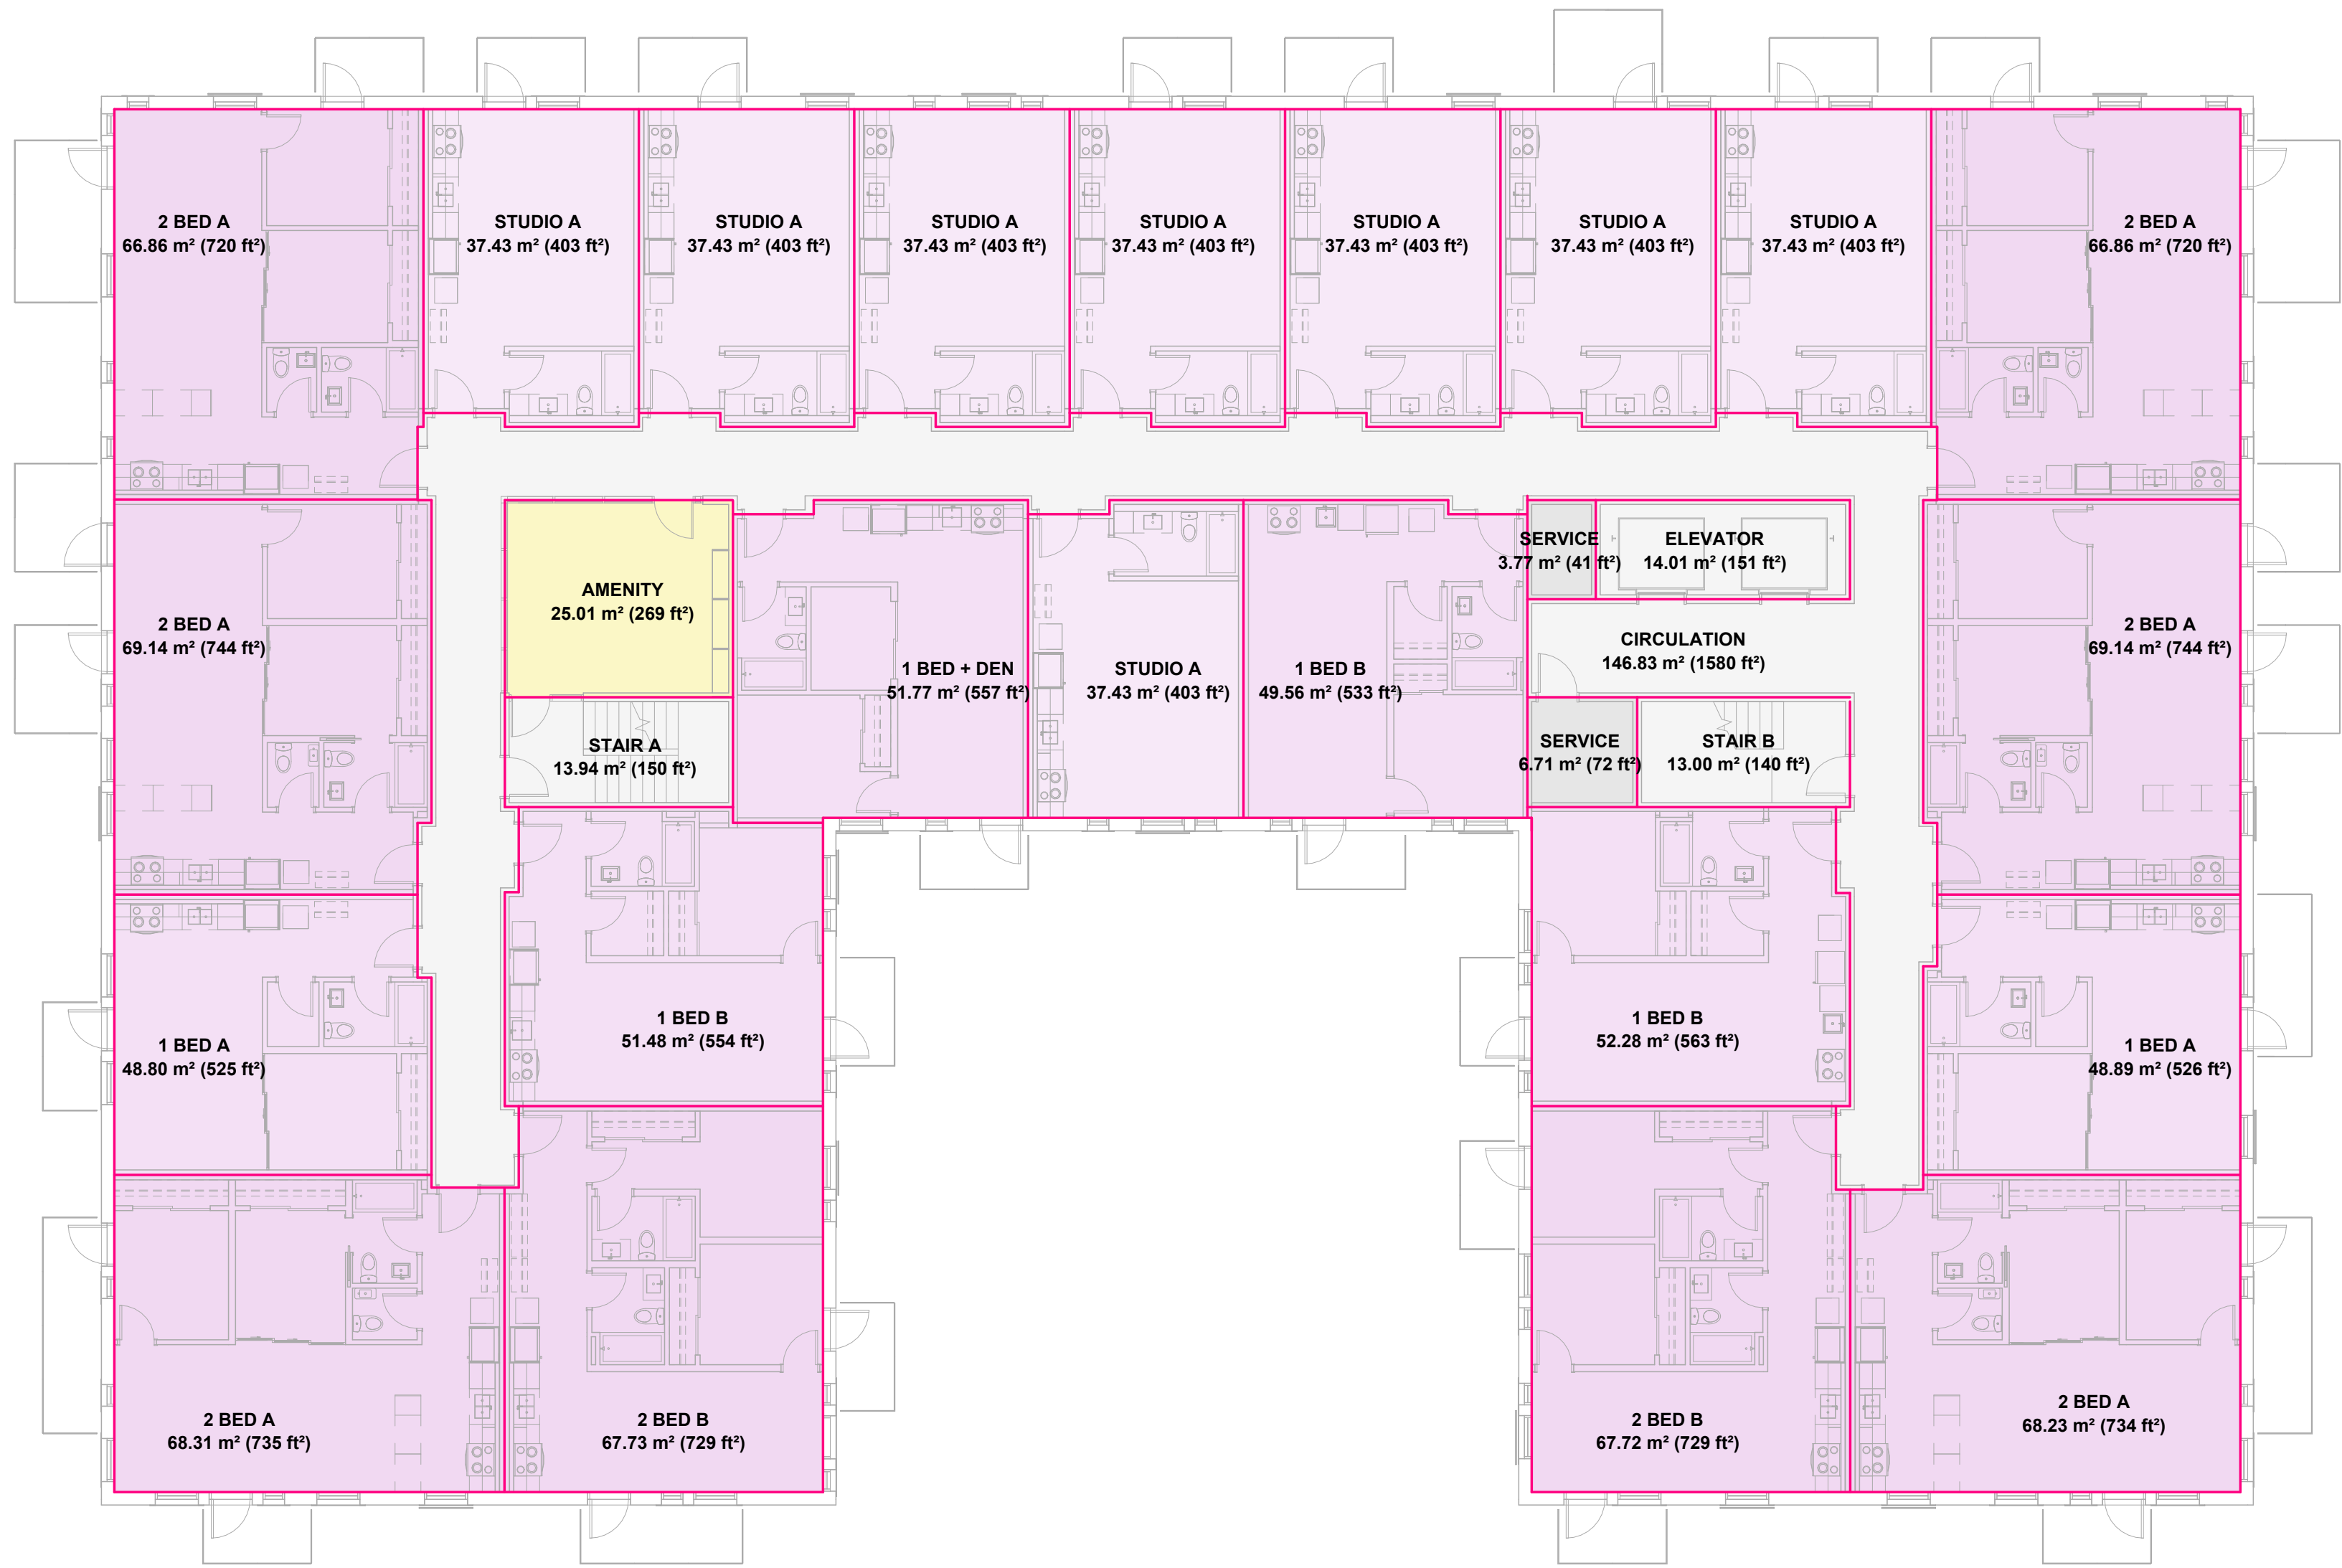 2 BED A
66.86 m² (720 ft²)
STUDIO A
37.43 m² (403 ft²)
STUDIO A
37.43 m² (403 ft²)
STUDIO A
37.43 m² (403 ft²)
STUDIO A
37.43 m² (403 ft²)
STUDIO A
37.43 m² (403 ft²)
STUDIO A
37.43 m² (403 ft²)
STUDIO A
37.43 m² (403 ft²)
2 BED A
66.86 m² (720 ft²)
2 BED A
69.14 m² (744 ft²)
AMENITY
25.01 m² (269 ft²)
1 BED + DEN
51.77 m² (557 ft²)
STUDIO A
37.43 m² (403 ft²)
1 BED B
49.56 m² (533 ft²)
SERVICE
3.77 m² (41 ft²)
ELEVATOR
14.01 m² (151 ft²)
CIRCULATION
146.83 m² (1580 ft²)
2 BED A
69.14 m² (744 ft²)
STAIR A
13.94 m² (150 ft²)
SERVICE
6.71 m² (72 ft²)
STAIR B
13.00 m² (140 ft²)
1 BED A
48.80 m² (525 ft²)
1 BED B
51.48 m² (554 ft²)
1 BED B
52.28 m² (563 ft²)
1 BED A
48.89 m² (526 ft²)
2 BED A
68.31 m² (735 ft²)
2 BED B
67.73 m² (729 ft²)
2 BED B
67.72 m² (729 ft²)
2 BED A
68.23 m² (734 ft²)